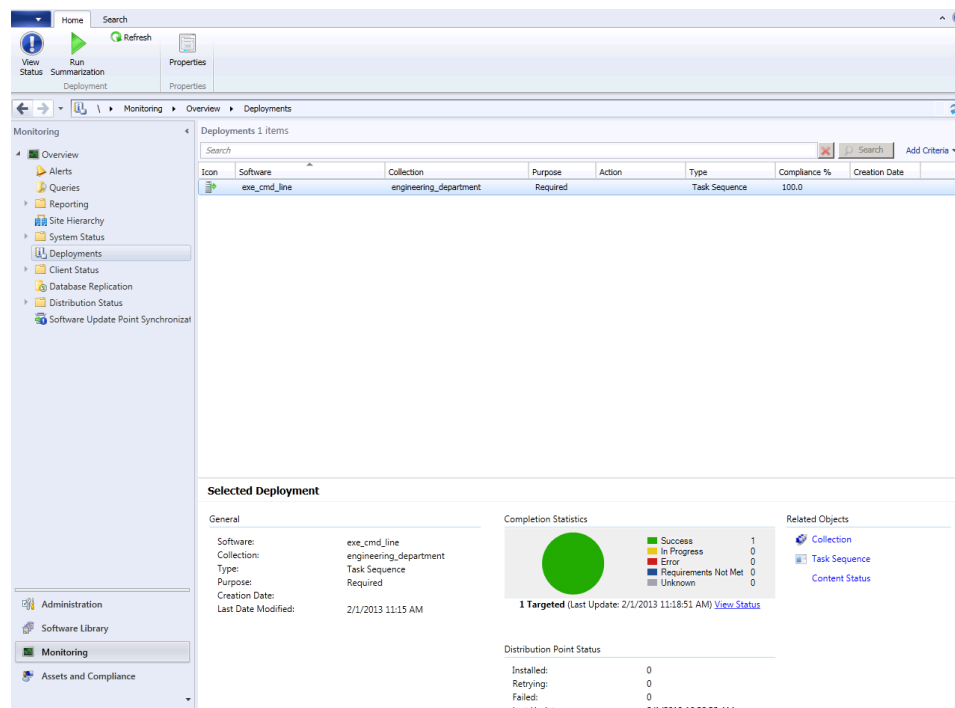 Home Search
View Status
Run Summarization
Refresh
Properties
Deployment Properties
\ Monitoring Overview Deployments
Monitoring
Overview
Alerts
Queries
Reporting
Site Hierarchy
System Status
Deployments
Client Status
Database Replication
Distribution Status
Software Update Point Synchronizat
Administration
Software Library
Monitoring
Assets and Compliance
Deployments 1 items
Search Search Add Criteria
Icon Software Collection Purpose Action Type Compliance % Creation Date
exe_cmd_line engineering_department Required Task Sequence 100.0
Selected Deployment
General
Software: exe_cmd_line
Collection: engineering_department
Type: Task Sequence
Purpose: Required
Creation Date:
Last Date Modified: 2/1/2013 11:15 AM
Completion Statistics
Success 1
In Progress 0
Error 0
Requirements Not Met 0
Unknown 0
1 Targeted (Last Update: 2/1/2013 11:18:51 AM) View Status
Distribution Point Status
Installed: 0
Retrying: 0
Failed: 0
Related Objects
Collection
Task Sequence
Content Status